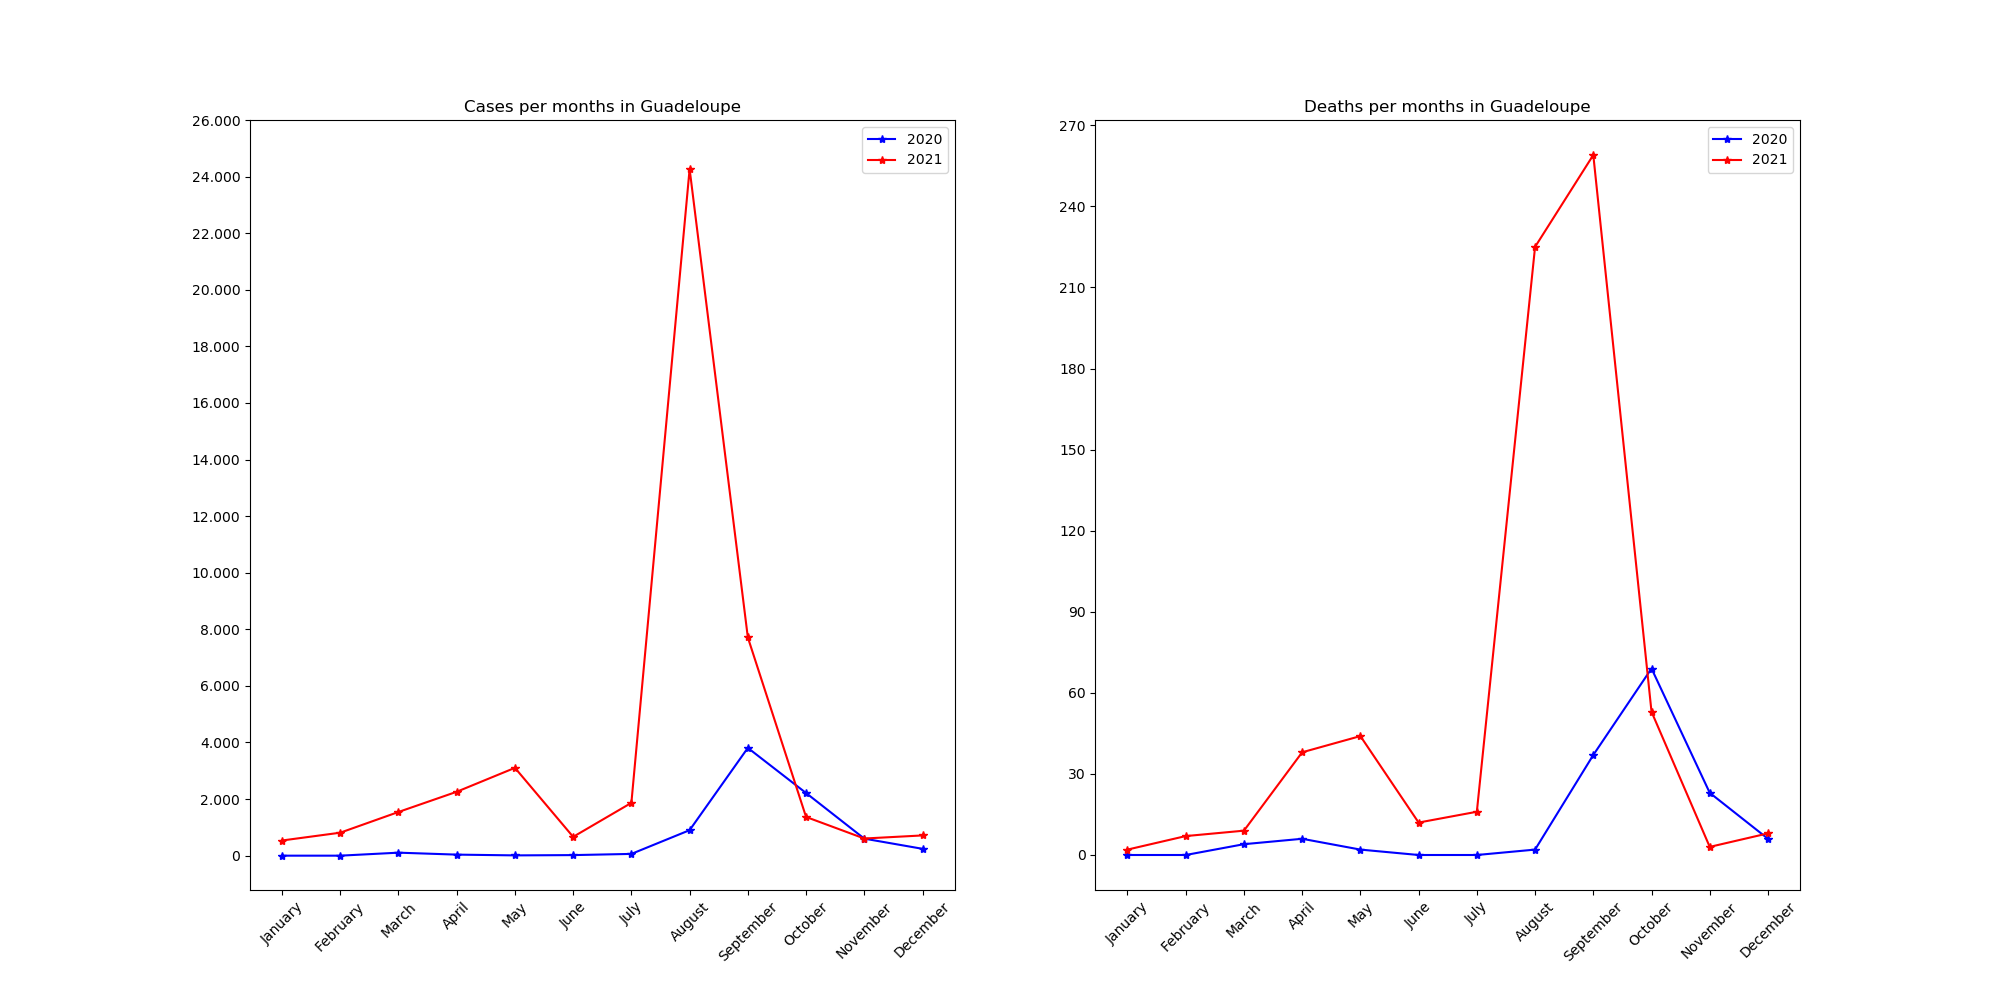 Cases per months in Guadeloupe
26.000
24.000
22.000
20.000
18.000
16.000
14.000
12.000
10.000
8.000
6.000
4.000
2.000
0
2020
2021
January
February
March
April
May
June
July
August
September
October
November
December
Deaths per months in Guadeloupe
270
240
210
180
150
120
90
60
30
0
2020
2021
January
February
March
April
May
June
July
August
September
October
November
December